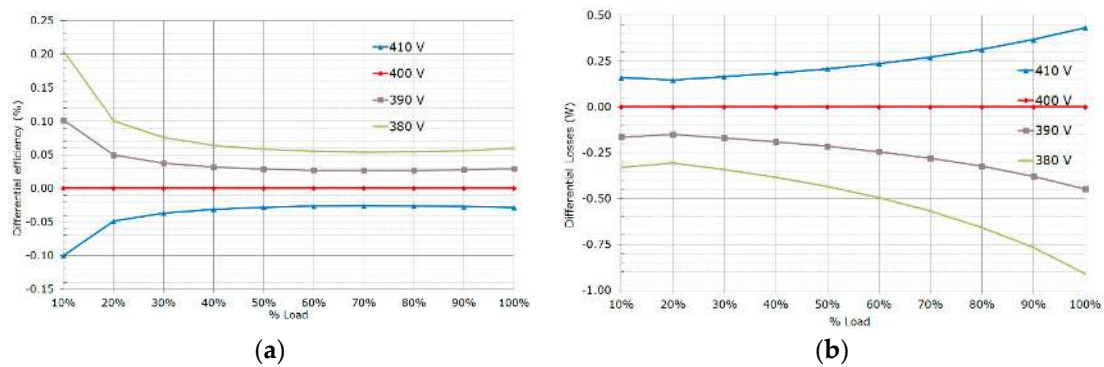 0.25
0.20
0.15
0.10
0.05
0.00
-0.05
-0.10
-0.15
Differential efficiency (%)
410 V
400 V
390 V
380 V
10% 20% 30% 40% 50% 60% 70% 80% 90% 100%
% Load
(a)
0.50
0.25
0.00
-0.25
-0.50
-0.75
-1.00
Differential Losses (W)
410 V
400 V
390 V
380 V
10% 20% 30% 40% 50% 60% 70% 80% 90% 100%
% Load
(b)